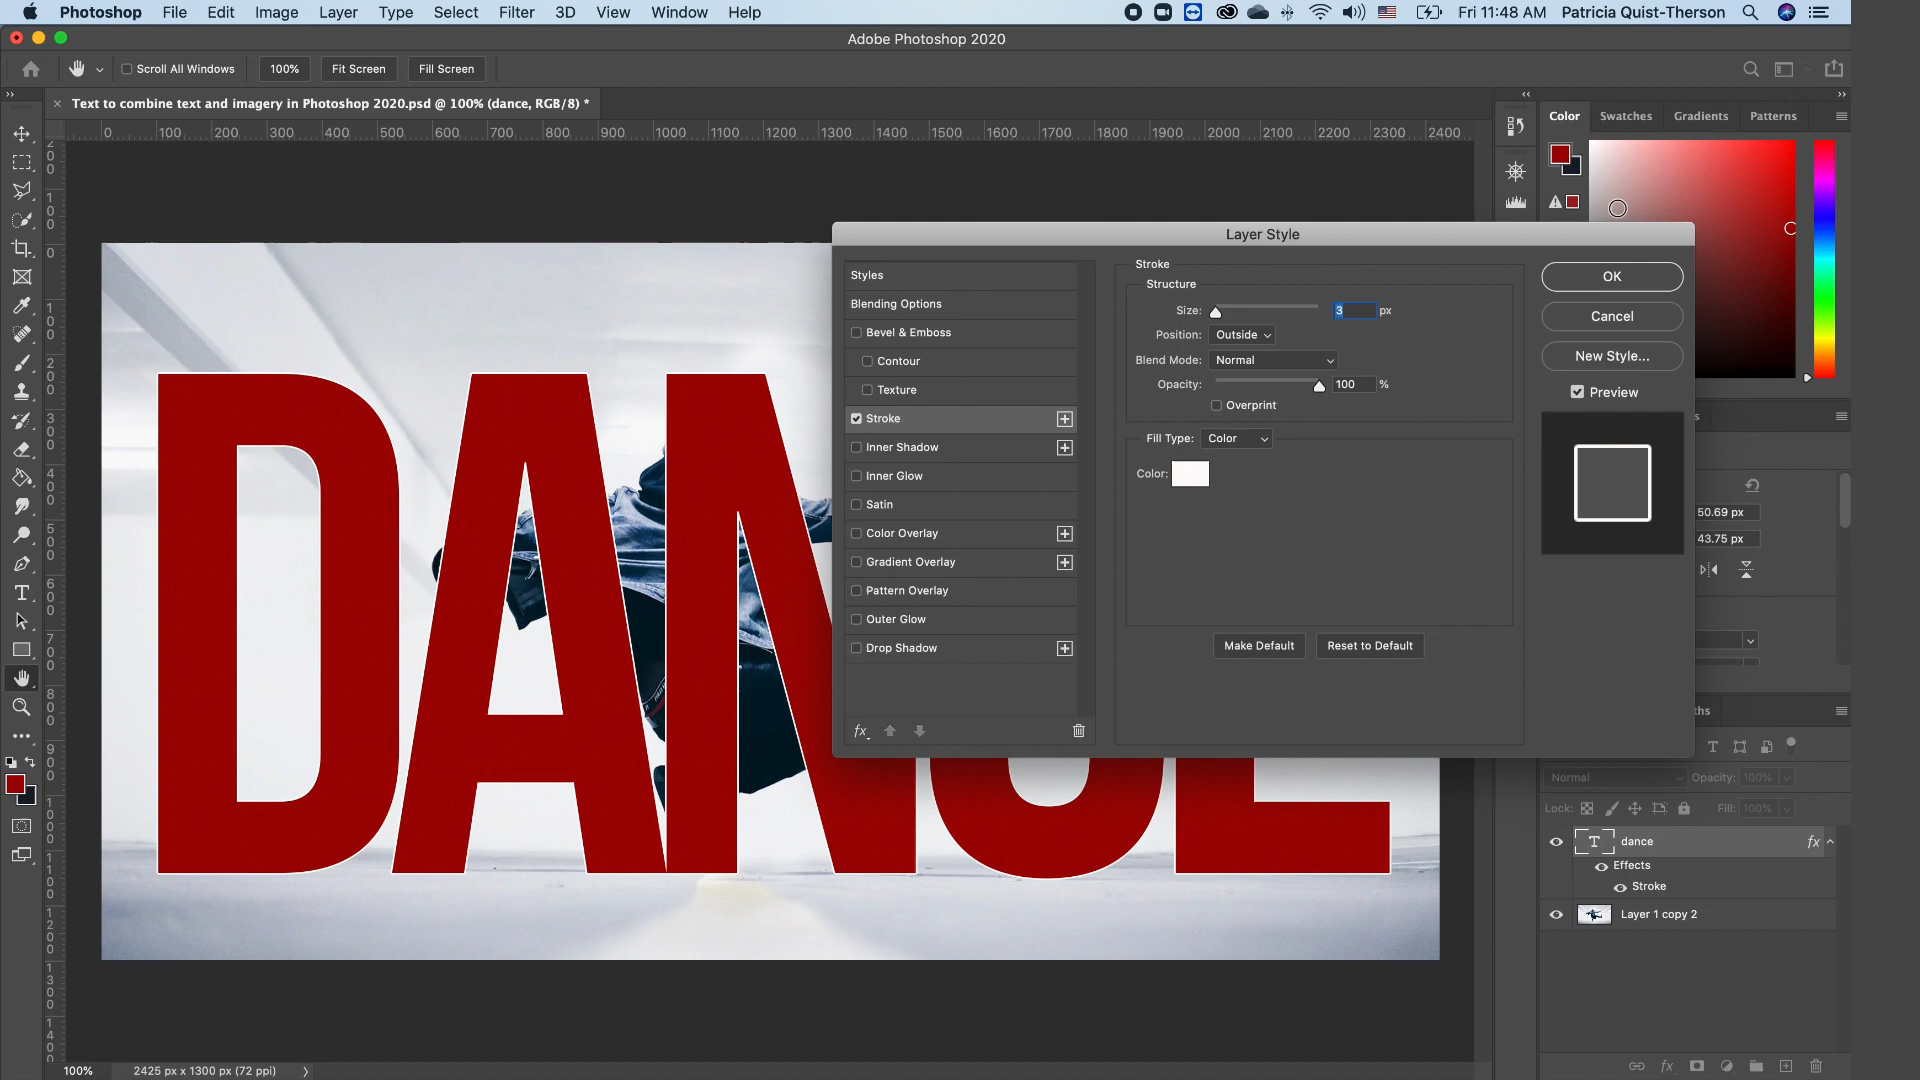 Photoshop File Edit Image Layer Type Select Filter 3D View Window Help Fri 11:48 AM Patricia Quist-Therson
Adobe Photoshop 2020
Scroll All Windows 100% Fit Screen Fill Screen
× Text to combine text and imagery in Photoshop 2020.psd @ 100% (dance, RGB/8) *
0 100 200 300 400 500 600 700 800 900 1000 1100 1200 1300 1400 1500 1600 1700 1800 1900 2000 2100 2200 2300 2400
Color Swatches Gradients Patterns
DANCE
Layer Style
Styles
Blending Options
Bevel & Emboss
Contour
Texture
Stroke
Inner Shadow
Inner Glow
Satin
Color Overlay
Gradient Overlay
Pattern Overlay
Outer Glow
Drop Shadow
fx
Stroke
Structure
Size: 3 px
Position: Outside
Blend Mode: Normal
Opacity: 100 %
Overprint
Fill Type: Color
Color:
Make Default Reset to Default
OK
Cancel
New Style...
Preview
50.69 px
43.75 px
Normal Opacity: 100%
Lock: Fill: 100%
T dance fx
Effects
Stroke
Layer 1 copy 2
fx
100% 2425 px x 1300 px (72 ppi)